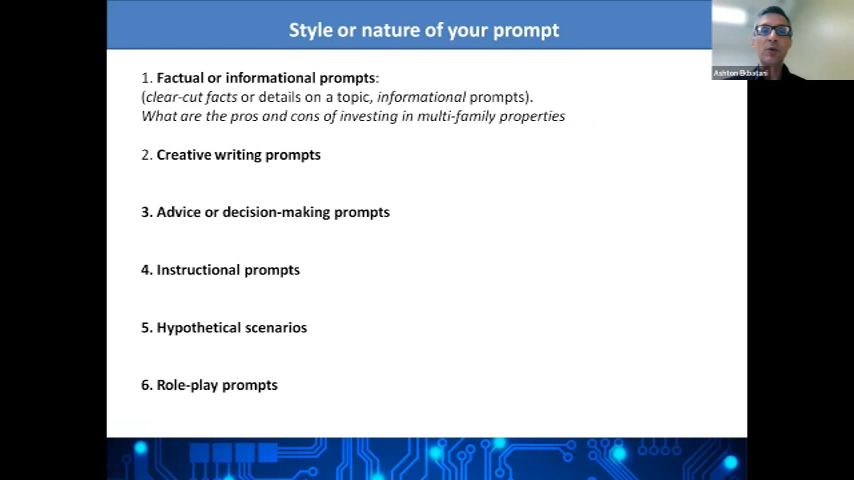 Style or nature of your prompt
1. Factual or informational prompts:
(clear-cut facts or details on a topic, informational prompts).
What are the pros and cons of investing in multi-family properties
2. Creative writing prompts
3. Advice or decision-making prompts
4. Instructional prompts
5. Hypothetical scenarios
6. Role-play prompts
Ashton Ekbatani